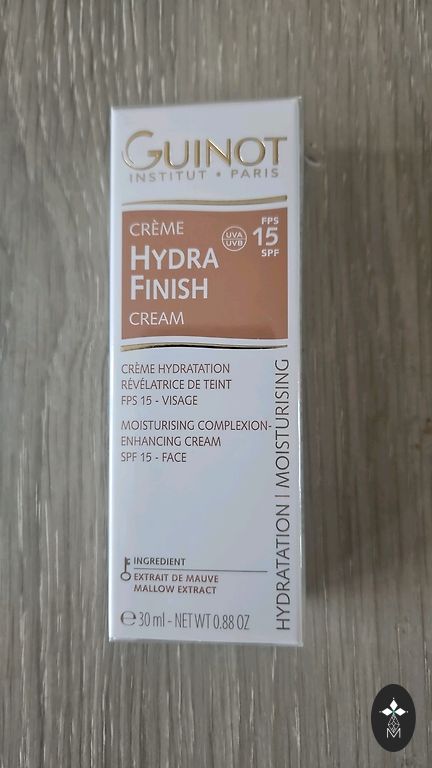 GUINOT
INSTITUT • PARIS
CRÈME
HYDRA
FINISH
CREAM
UVA
UVB
FPS
15
SPF
CRÈME HYDRATATION
RÉVÉLATRICE DE TEINT
FPS 15 - VISAGE
MOISTURISING COMPLEXION-
ENHANCING CREAM
SPF 15 - FACE
HYDRATATION | MOISTURISING
INGREDIENT
EXTRAIT DE MAUVE
MALLOW EXTRACT
℮ 30 ml - NET WT 0.88 OZ
M